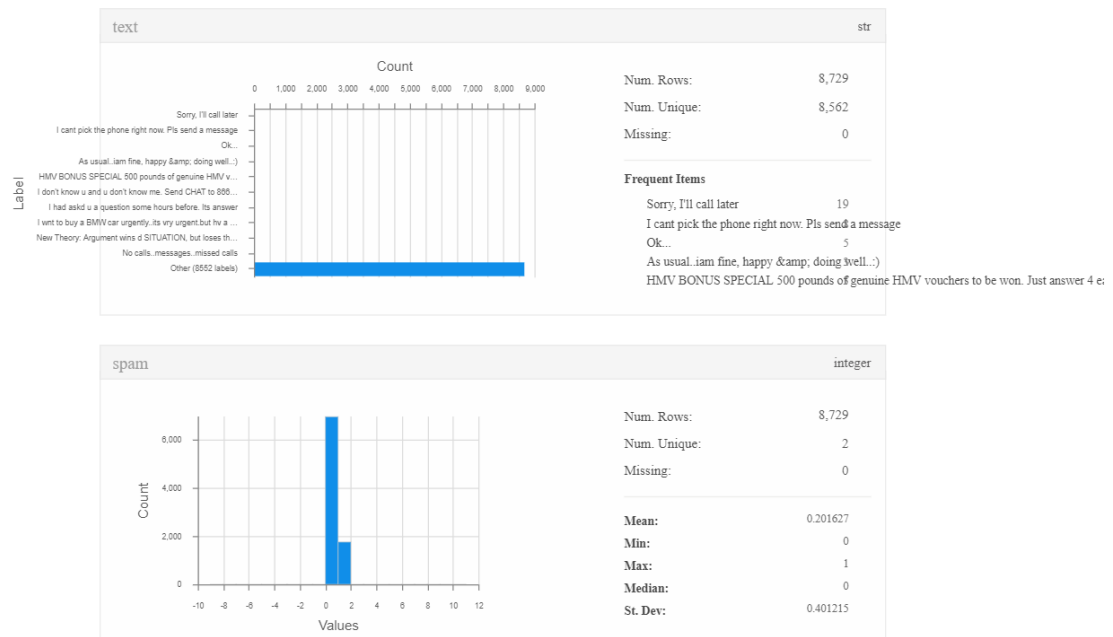 text str
Count
0 1,000 2,000 3,000 4,000 5,000 6,000 7,000 8,000 9,000
Label
Sorry, I'll call later
I cant pick the phone right now. Pls send a message
Ok...
As usual..iam fine, happy &amp; doing well..:)
HMV BONUS SPECIAL 500 pounds of genuine HMV v...
I don't know u and u don't know me. Send CHAT to 866...
I had askd u a question some hours before. Its answer
I wnt to buy a BMW car urgently..its vry urgent.but hv a ...
New Theory: Argument wins d SITUATION, but loses th...
No calls..messages..missed calls
Other (8552 labels)
Num. Rows: 8,729
Num. Unique: 8,562
Missing: 0
Frequent Items
Sorry, I'll call later 19
I cant pick the phone right now. Pls send a message
Ok... 5
As usual..iam fine, happy &amp; doing well..:)
HMV BONUS SPECIAL 500 pounds of genuine HMV vouchers to be won. Just answer 4 ea
spam integer
Count
6,000
4,000
2,000
0
-10 -8 -6 -4 -2 0 2 4 6 8 10 12
Values
Num. Rows: 8,729
Num. Unique: 2
Missing: 0
Mean: 0.201627
Min: 0
Max: 1
Median: 0
St. Dev: 0.401215